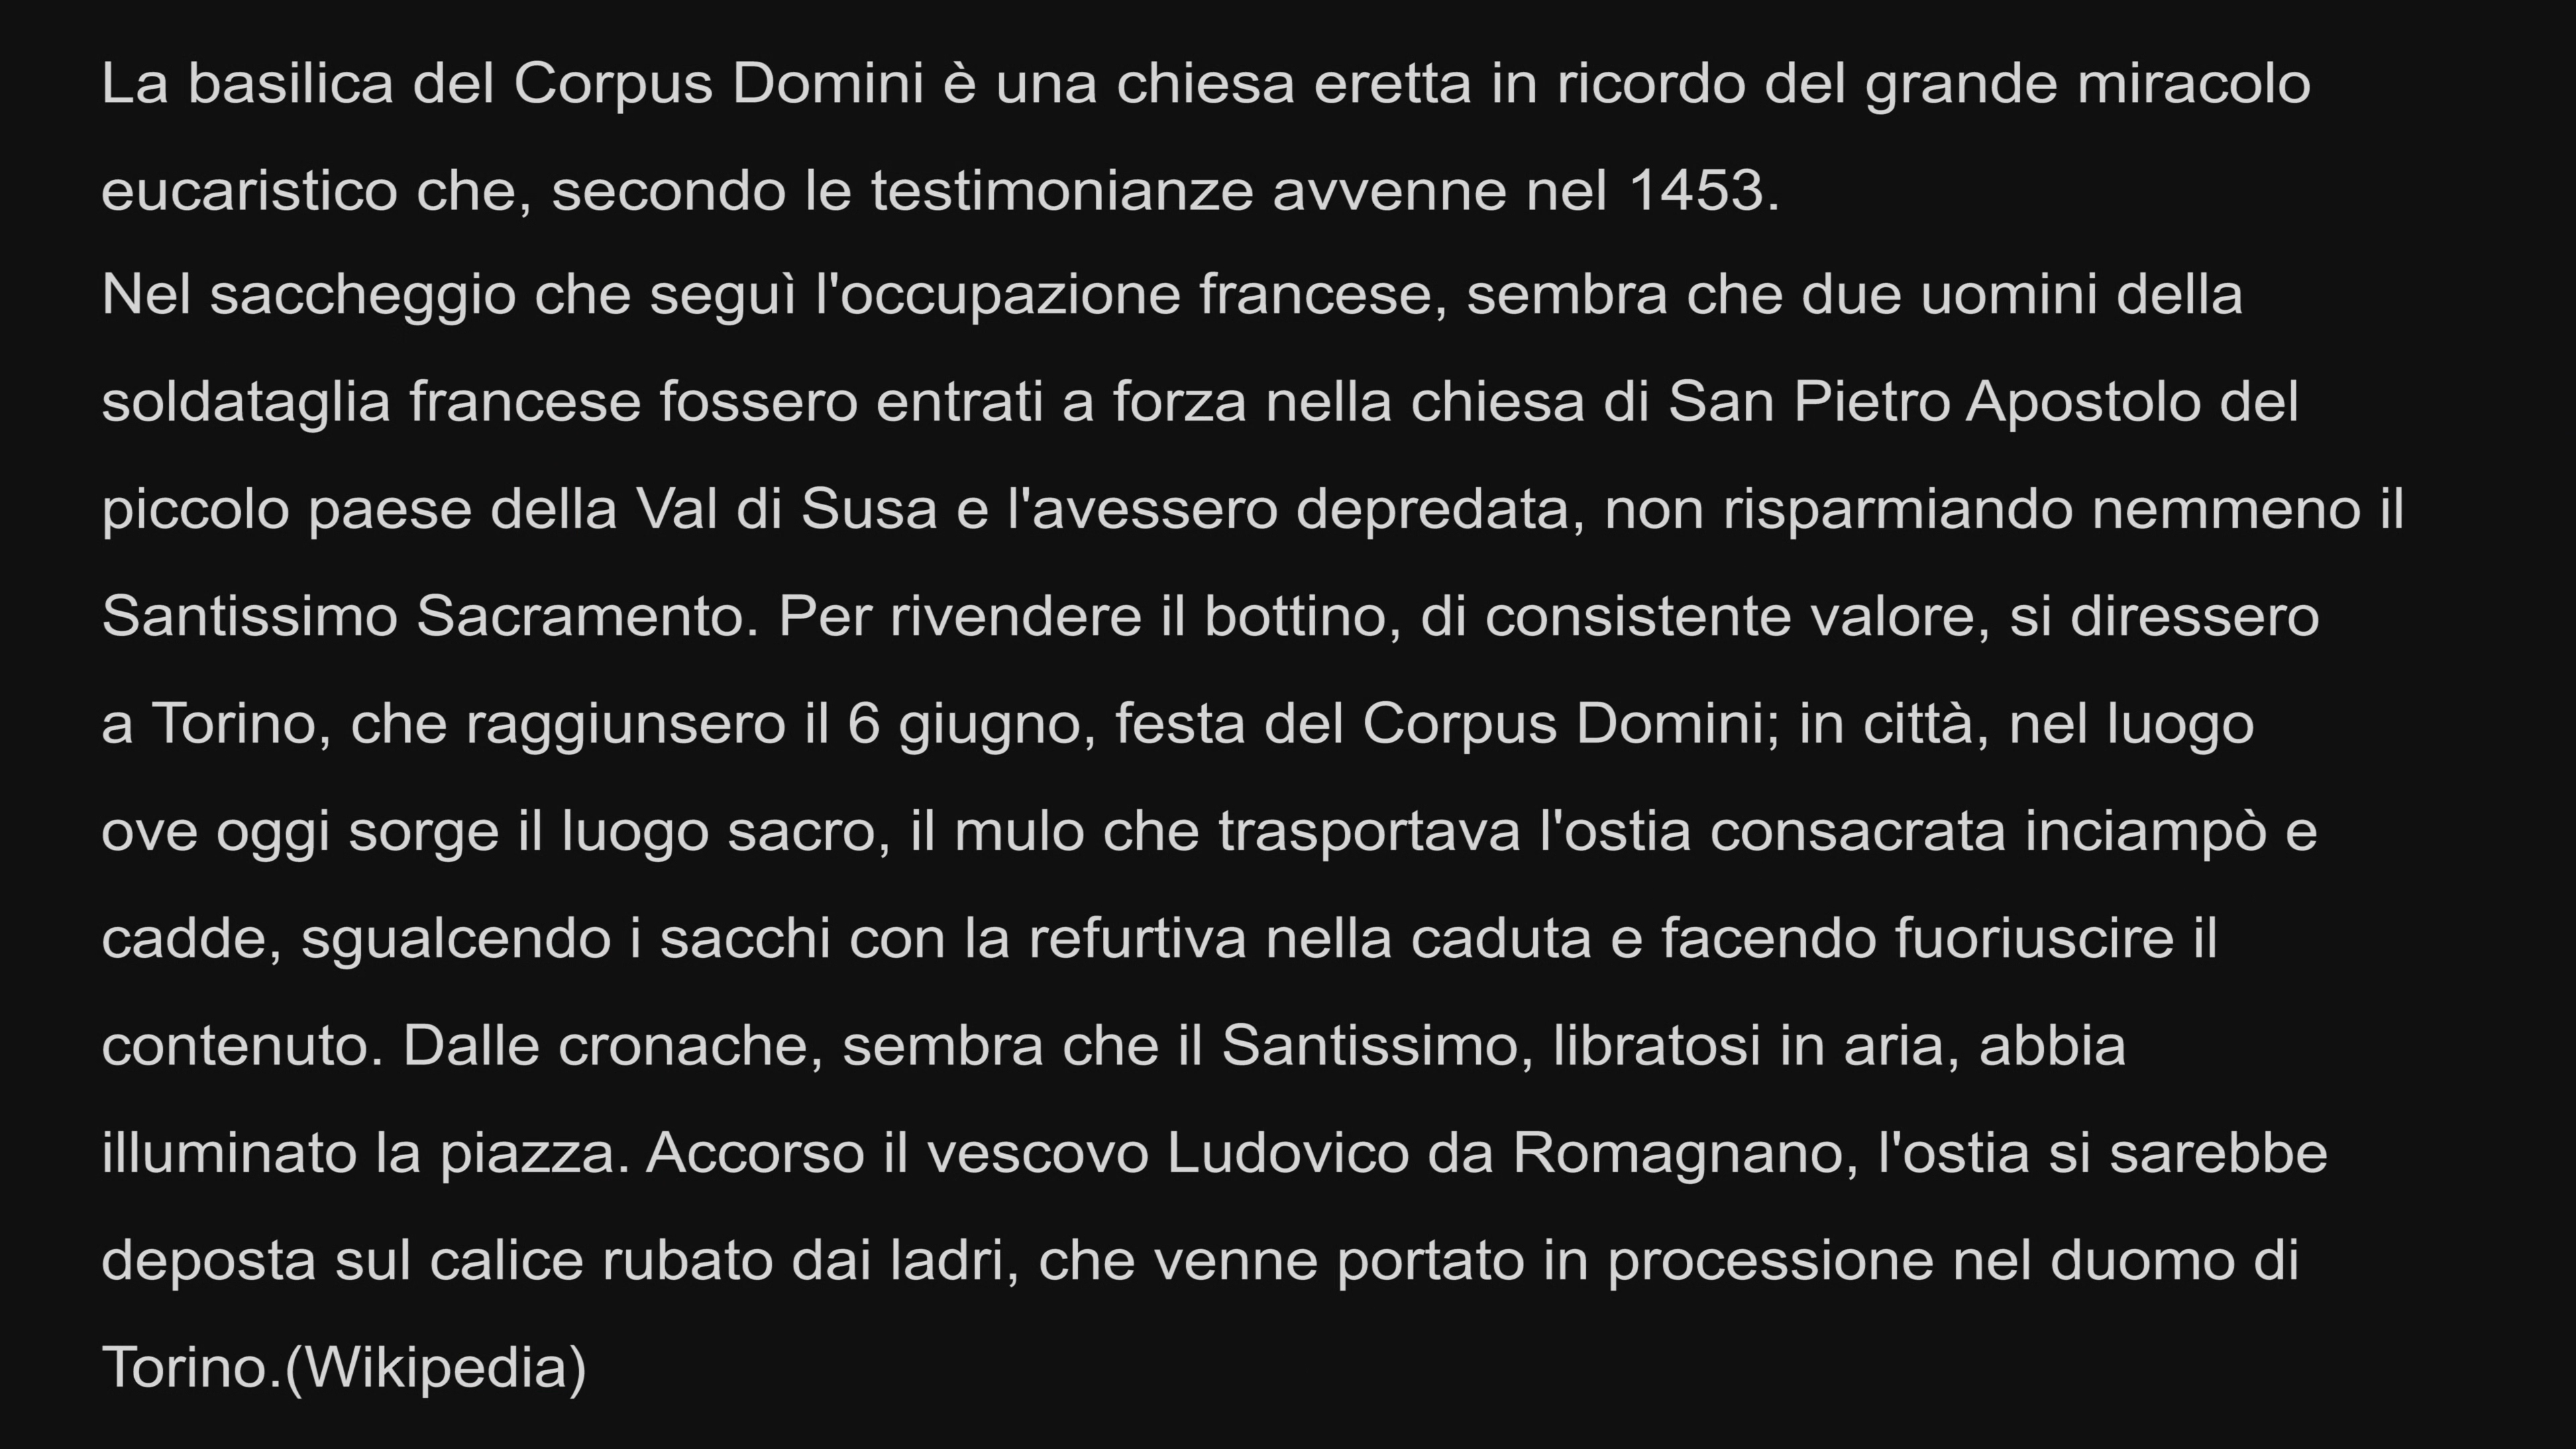 La basilica del Corpus Domini è una chiesa eretta in ricordo del grande miracolo
eucaristico che, secondo le testimonianze avvenne nel 1453.
Nel saccheggio che seguì l'occupazione francese, sembra che due uomini della
soldataglia francese fossero entrati a forza nella chiesa di San Pietro Apostolo del
piccolo paese della Val di Susa e l'avessero depredata, non risparmiando nemmeno il
Santissimo Sacramento. Per rivendere il bottino, di consistente valore, si diressero
a Torino, che raggiunsero il 6 giugno, festa del Corpus Domini; in città, nel luogo
ove oggi sorge il luogo sacro, il mulo che trasportava l'ostia consacrata inciampò e
cadde, sgualcendo i sacchi con la refurtiva nella caduta e facendo fuoriuscire il
contenuto. Dalle cronache, sembra che il Santissimo, libratosi in aria, abbia
illuminato la piazza. Accorso il vescovo Ludovico da Romagnano, l'ostia si sarebbe
deposta sul calice rubato dai ladri, che venne portato in processione nel duomo di
Torino.(Wikipedia)